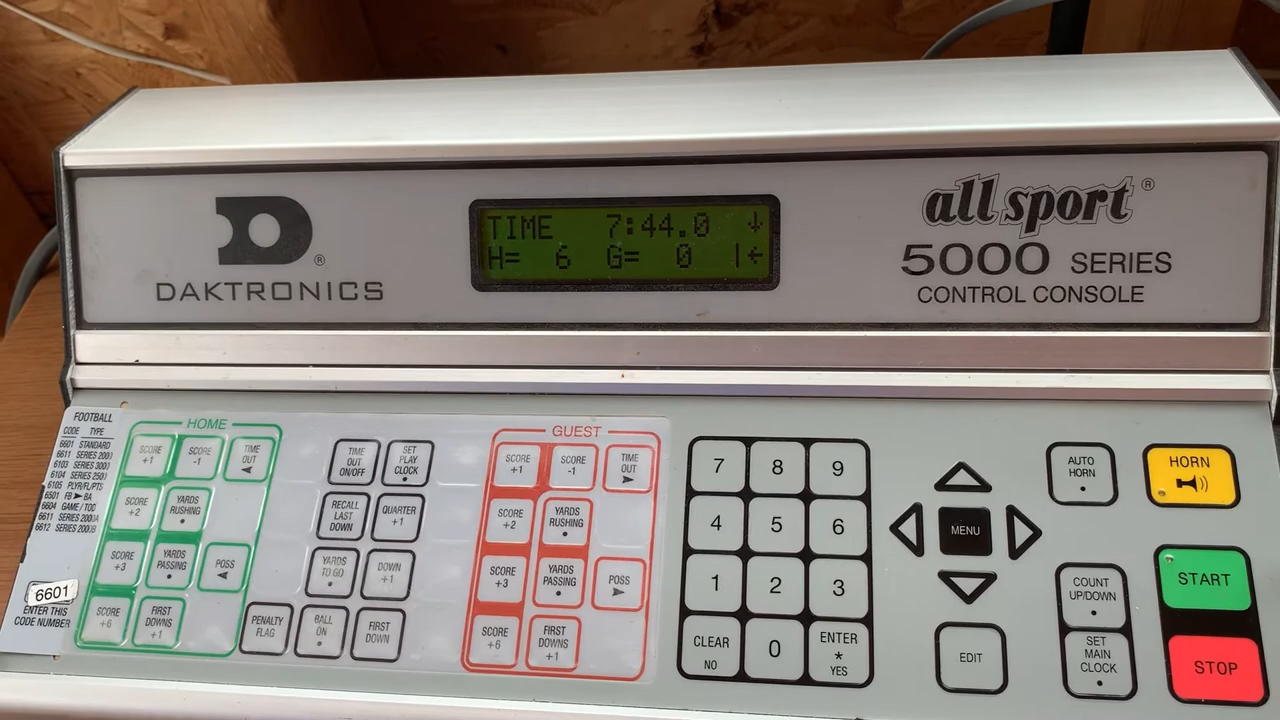 DAKTRONICS ®
TIME 7:44.0 ↓
H= 6 G= 0 |←
all sport ®
5000 SERIES
CONTROL CONSOLE
FOOTBALL
CODE TYPE
6601 STANDARD
6611 SERIES 2000
6103 SERIES 3000
6104 SERIES 2500
6105 PLYR/FL/PTS
6501 FB ► BA
6604 GAME / TOD
6611 SERIES 2000A
6612 SERIES 2000B
6601
ENTER THIS
CODE NUMBER
HOME
SCORE +1
SCORE -1
TIME OUT ◄
SCORE +2
YARDS RUSHING •
SCORE +3
YARDS PASSING •
POSS ◄
SCORE +6
FIRST DOWNS +1
TIME OUT ON/OFF
SET PLAY CLOCK •
RECALL LAST DOWN
QUARTER +1
YARDS TO GO •
DOWN +1
PENALTY FLAG
BALL ON •
FIRST DOWN
GUEST
SCORE +1
SCORE -1
TIME OUT ►
SCORE +2
YARDS RUSHING •
SCORE +3
YARDS PASSING •
POSS ►
SCORE +6
FIRST DOWNS +1
7 8 9
4 5 6
1 2 3
CLEAR NO
0
ENTER * YES
MENU
EDIT
AUTO HORN •
HORN
COUNT UP/DOWN •
SET MAIN CLOCK •
START
STOP